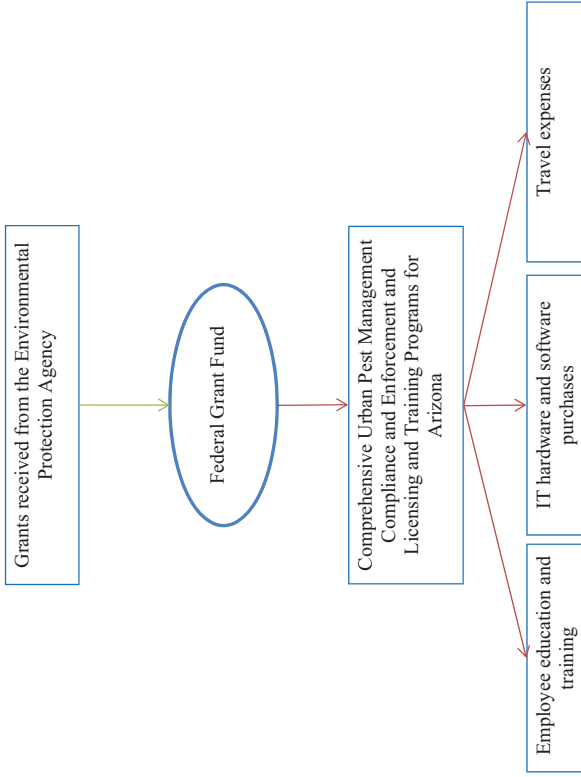 Grants received from the Environmental
Protection Agency
Federal Grant Fund
Comprehensive Urban Pest Management
Compliance and Enforcement and
Licensing and Training Programs for
Arizona
Employee education and
training
IT hardware and software
purchases
Travel expenses